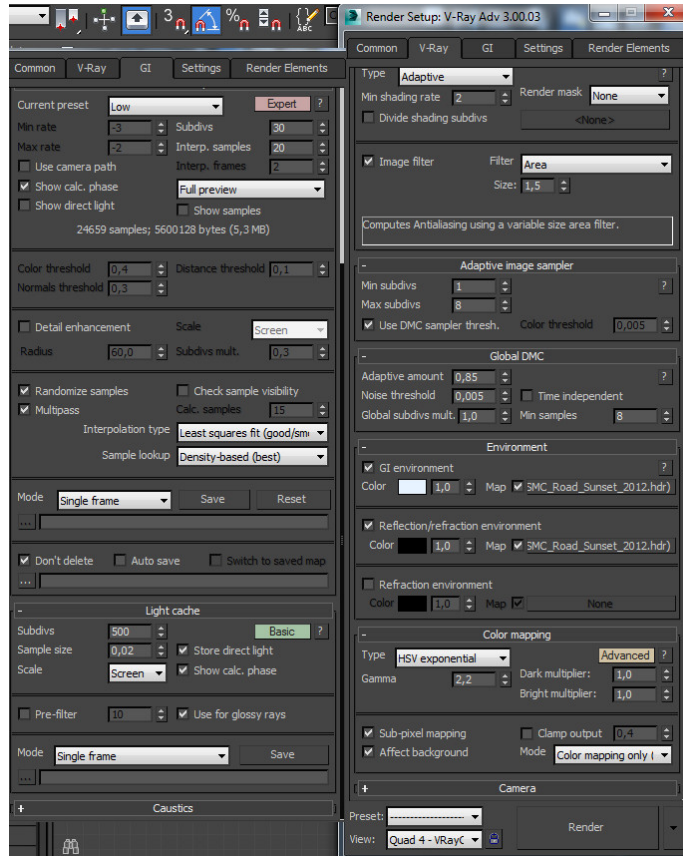 3
%
ABC
Common V-Ray GI Settings Render Elements
Current preset Low Expert ?
Min rate -3 Subdivs 30
Max rate -2 Interp. samples 20
Use camera path Interp. frames 2
Show calc. phase Full preview
Show direct light Show samples
24659 samples; 5600128 bytes (5,3 MB)
Color threshold 0,4 Distance threshold 0,1
Normals threshold 0,3
Detail enhancement Scale Screen
Radius 60,0 Subdivs mult. 0,3
Randomize samples Check sample visibility
Multipass Calc. samples 15
Interpolation type Least squares fit (good/smo
Sample lookup Density-based (best)
Mode Single frame Save Reset
...
Don't delete Auto save Switch to saved map
...
- Light cache
Subdivs 500 Basic ?
Sample size 0,02 Store direct light
Scale Screen Show calc. phase
Pre-filter 10 Use for glossy rays
Mode Single frame Save
...
+ Caustics
Render Setup: V-Ray Adv 3.00.03
Common V-Ray GI Settings Render Elements
Type Adaptive ?
Min shading rate 2 Render mask None
Divide shading subdivs <None>
Image filter Filter Area
Size: 1,5
Computes Antialiasing using a variable size area filter.
- Adaptive image sampler
Min subdivs 1 ?
Max subdivs 8
Use DMC sampler thresh. Color threshold 0,005
- Global DMC
Adaptive amount 0,85 ?
Noise threshold 0,005 Time independent
Global subdivs mult. 1,0 Min samples 8
- Environment
GI environment ?
Color 1,0 Map SMC_Road_Sunset_2012.hdr)
Reflection/refraction environment
Color 1,0 Map SMC_Road_Sunset_2012.hdr)
Refraction environment
Color 1,0 Map None
- Color mapping
Type HSV exponential Advanced ?
Gamma 2,2 Dark multiplier: 1,0
Bright multiplier: 1,0
Sub-pixel mapping Clamp output 0,4
Affect background Mode Color mapping only (
+ Camera
Preset: --------------------
View: Quad 4 - VRayC Render